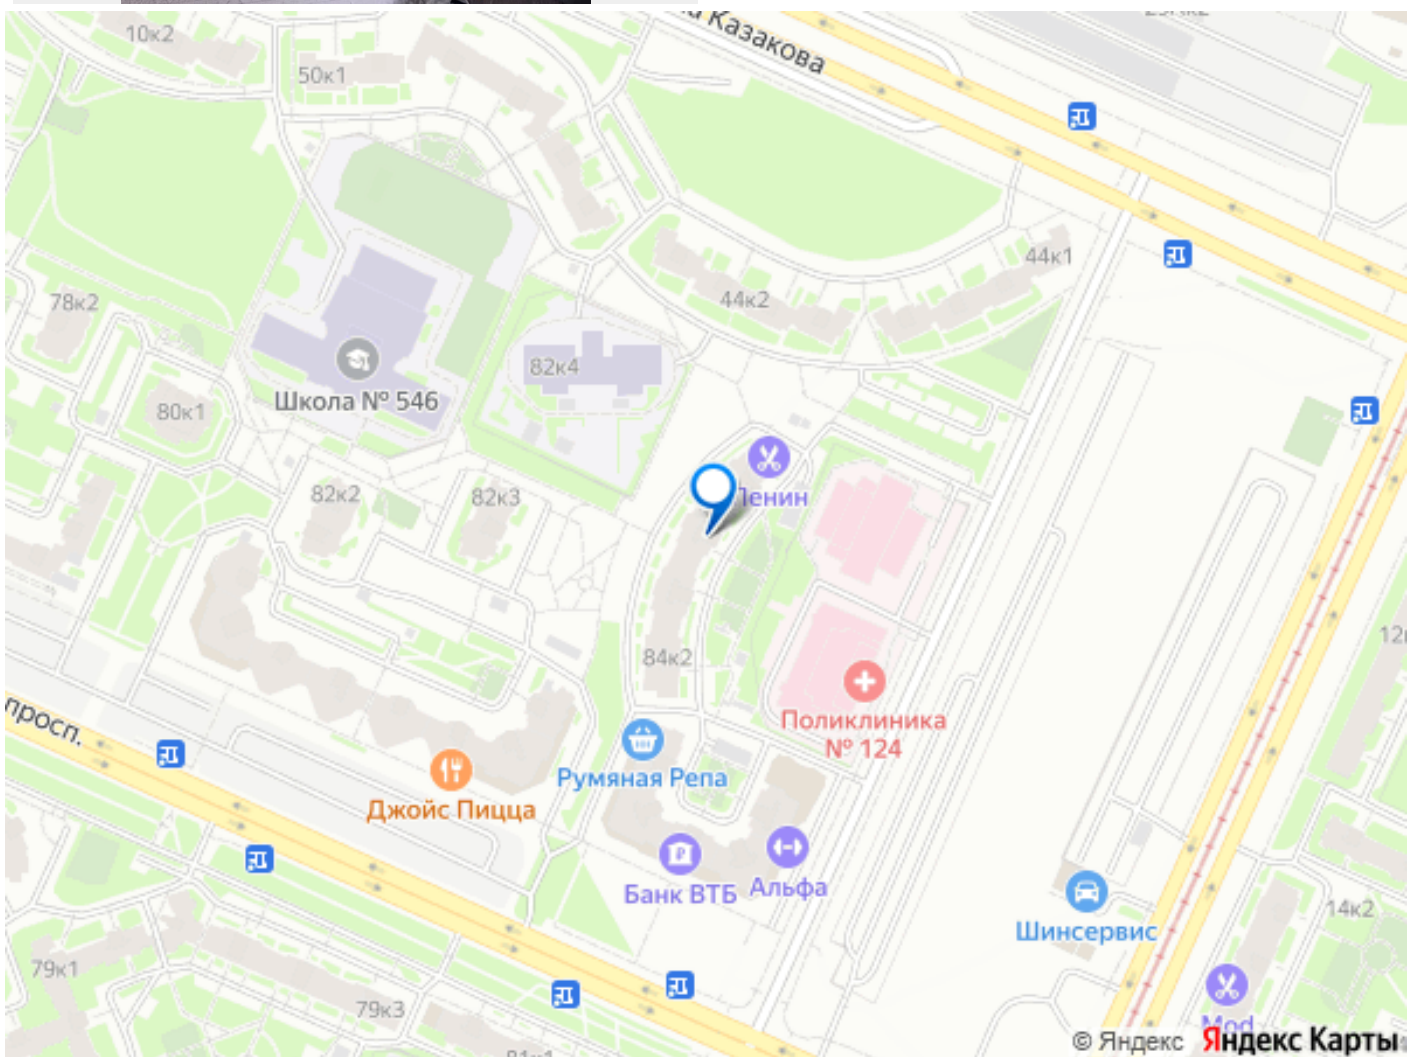 10к2
Казакова
50к1
44к1
44к2
78к2
82к4
Школа № 546
80к1
82к2
82к3
Ленин
84к2
Поликлиника
№ 124
просп.
Румяная Репа
Джойс Пицца
Банк ВТБ
Альфа
Шинсервис
14к2
79к1
79к3
Mod
© Яндекс
Яндекс Карты